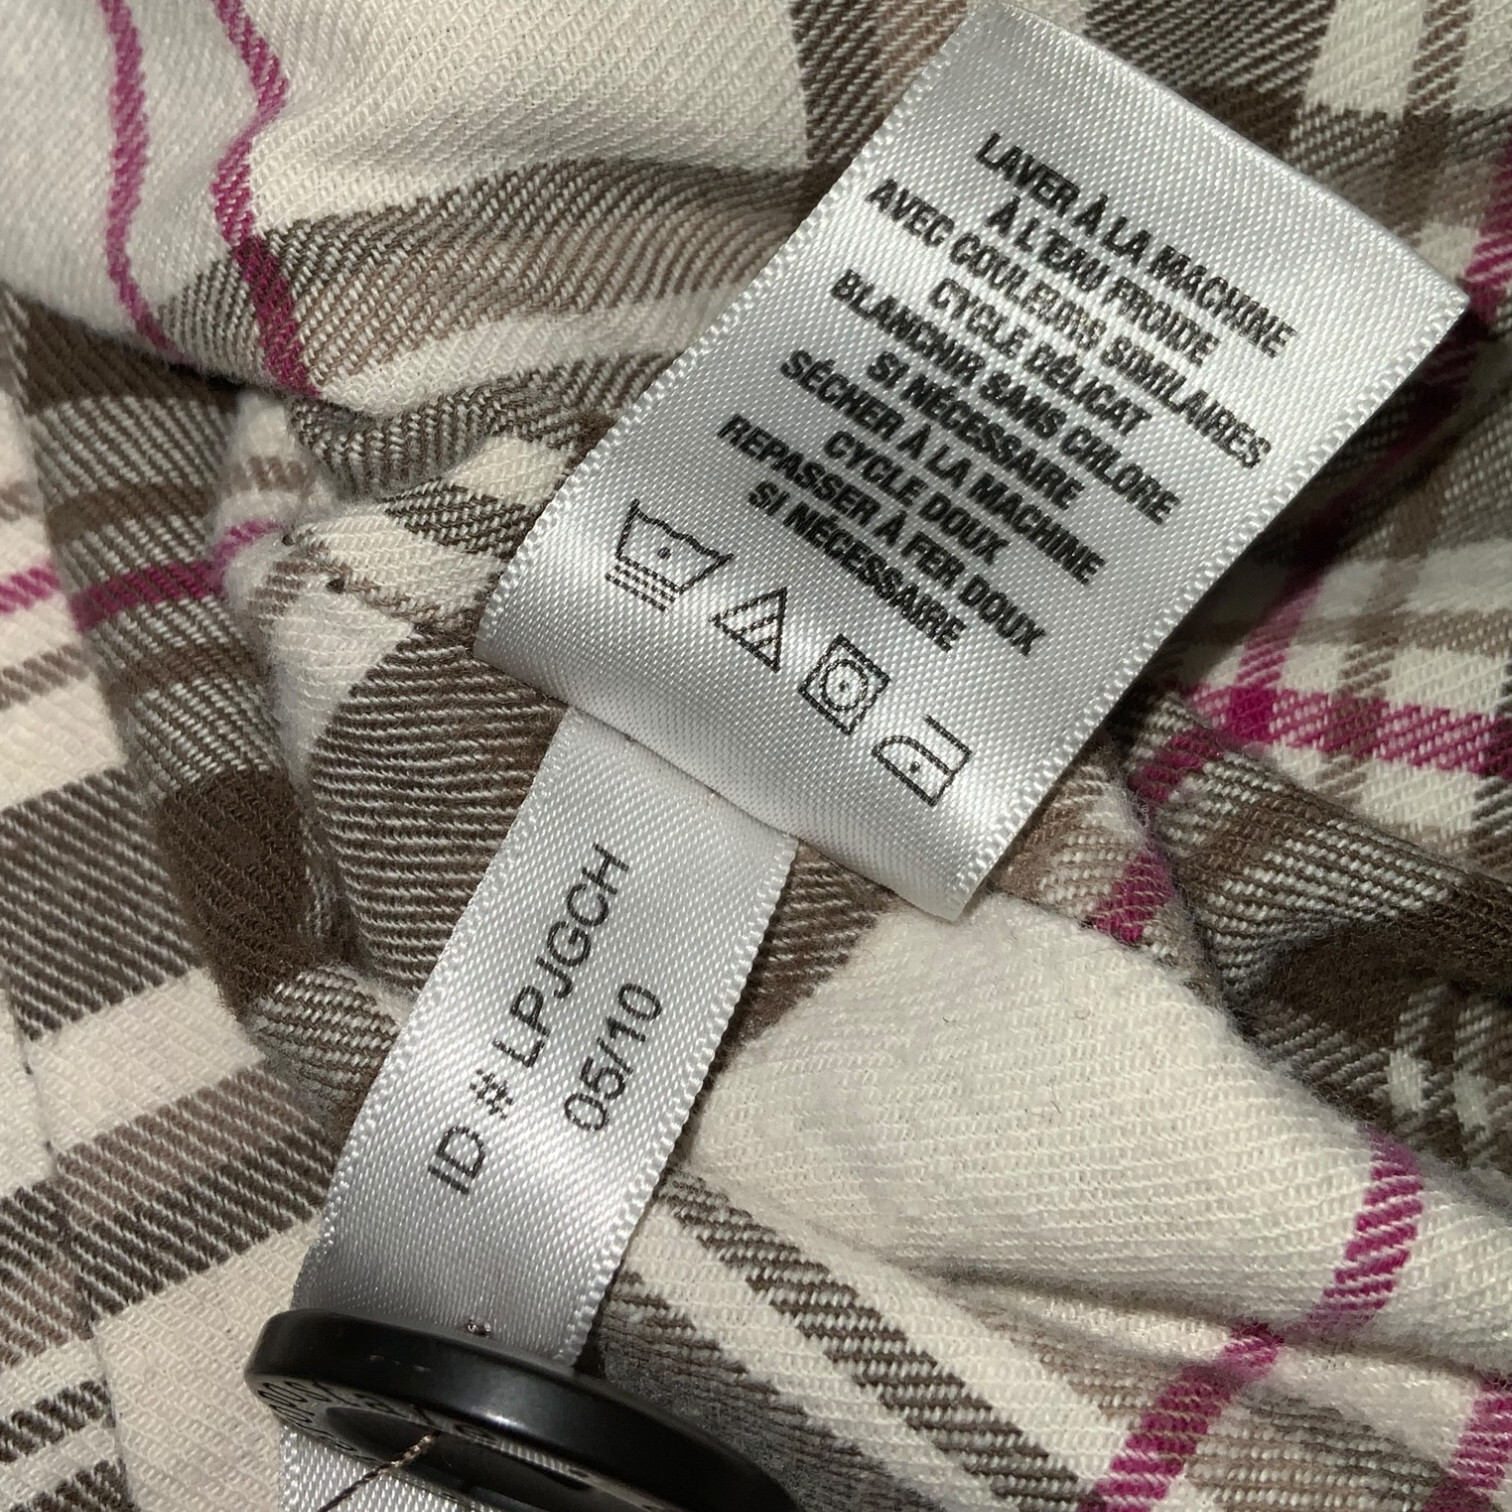 LAVER À LA MACHINE
À L'EAU FROIDE
AVEC COULEURS SIMILAIRES
CYCLE DÉLICAT
BLANCHIR SANS CHLORE
SI NÉCESSAIRE
SÉCHER À LA MACHINE
CYCLE DOUX
REPASSER À FER DOUX
SI NÉCESSAIRE
ID # LPJGCH
05/10